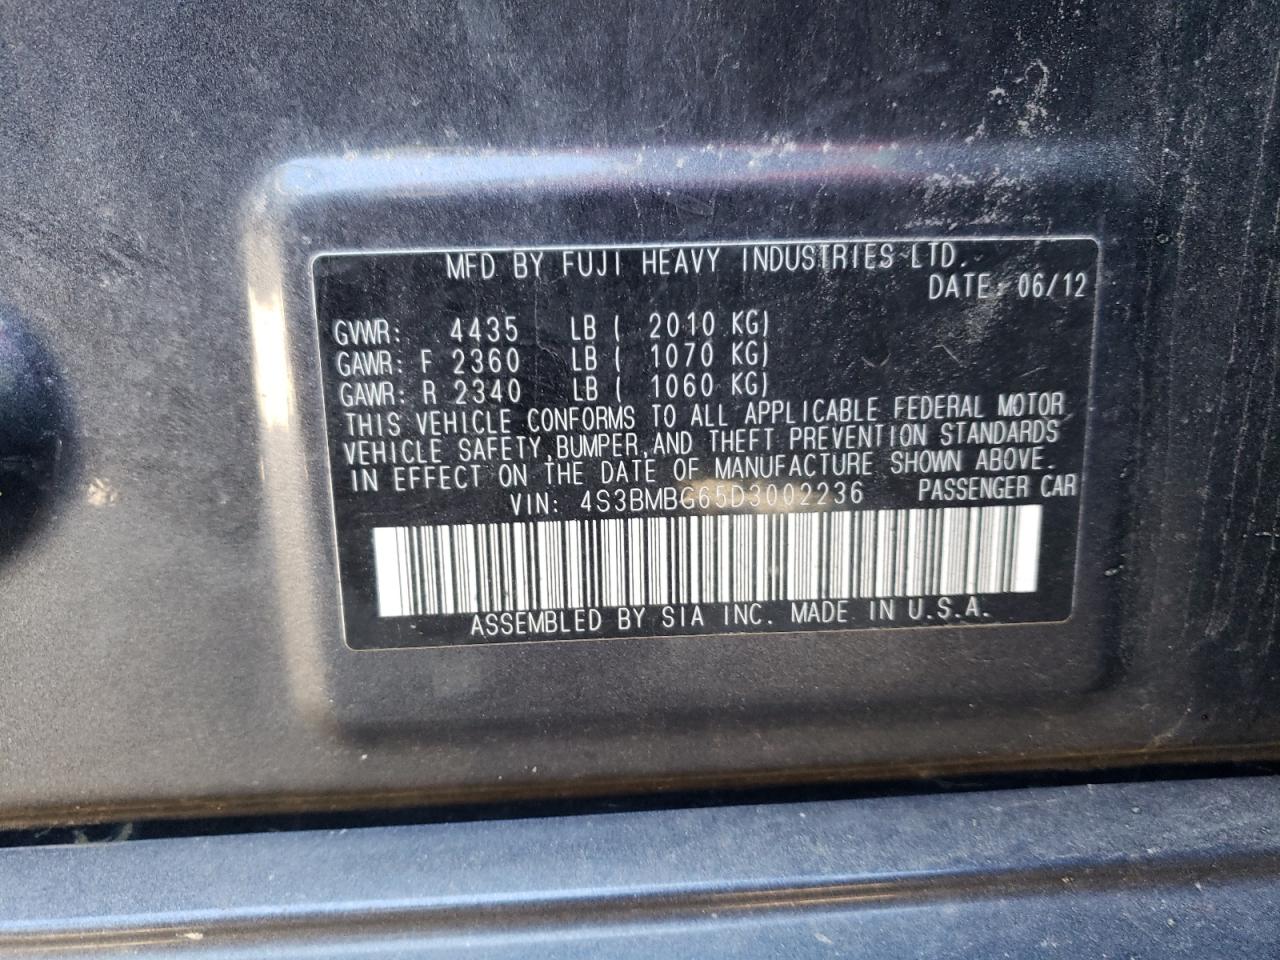 MFD BY FUJI HEAVY INDUSTRIES LTD.
DATE: 06/12
GVWR: 4435 LB ( 2010 KG)
GAWR: F 2360 LB ( 1070 KG)
GAWR: R 2340 LB ( 1060 KG)
THIS VEHICLE CONFORMS TO ALL APPLICABLE FEDERAL MOTOR
VEHICLE SAFETY,BUMPER,AND THEFT PREVENTION STANDARDS
IN EFFECT ON THE DATE OF MANUFACTURE SHOWN ABOVE.
VIN: 4S3BMBG65D3002236 PASSENGER CAR
ASSEMBLED BY SIA INC. MADE IN U.S.A.